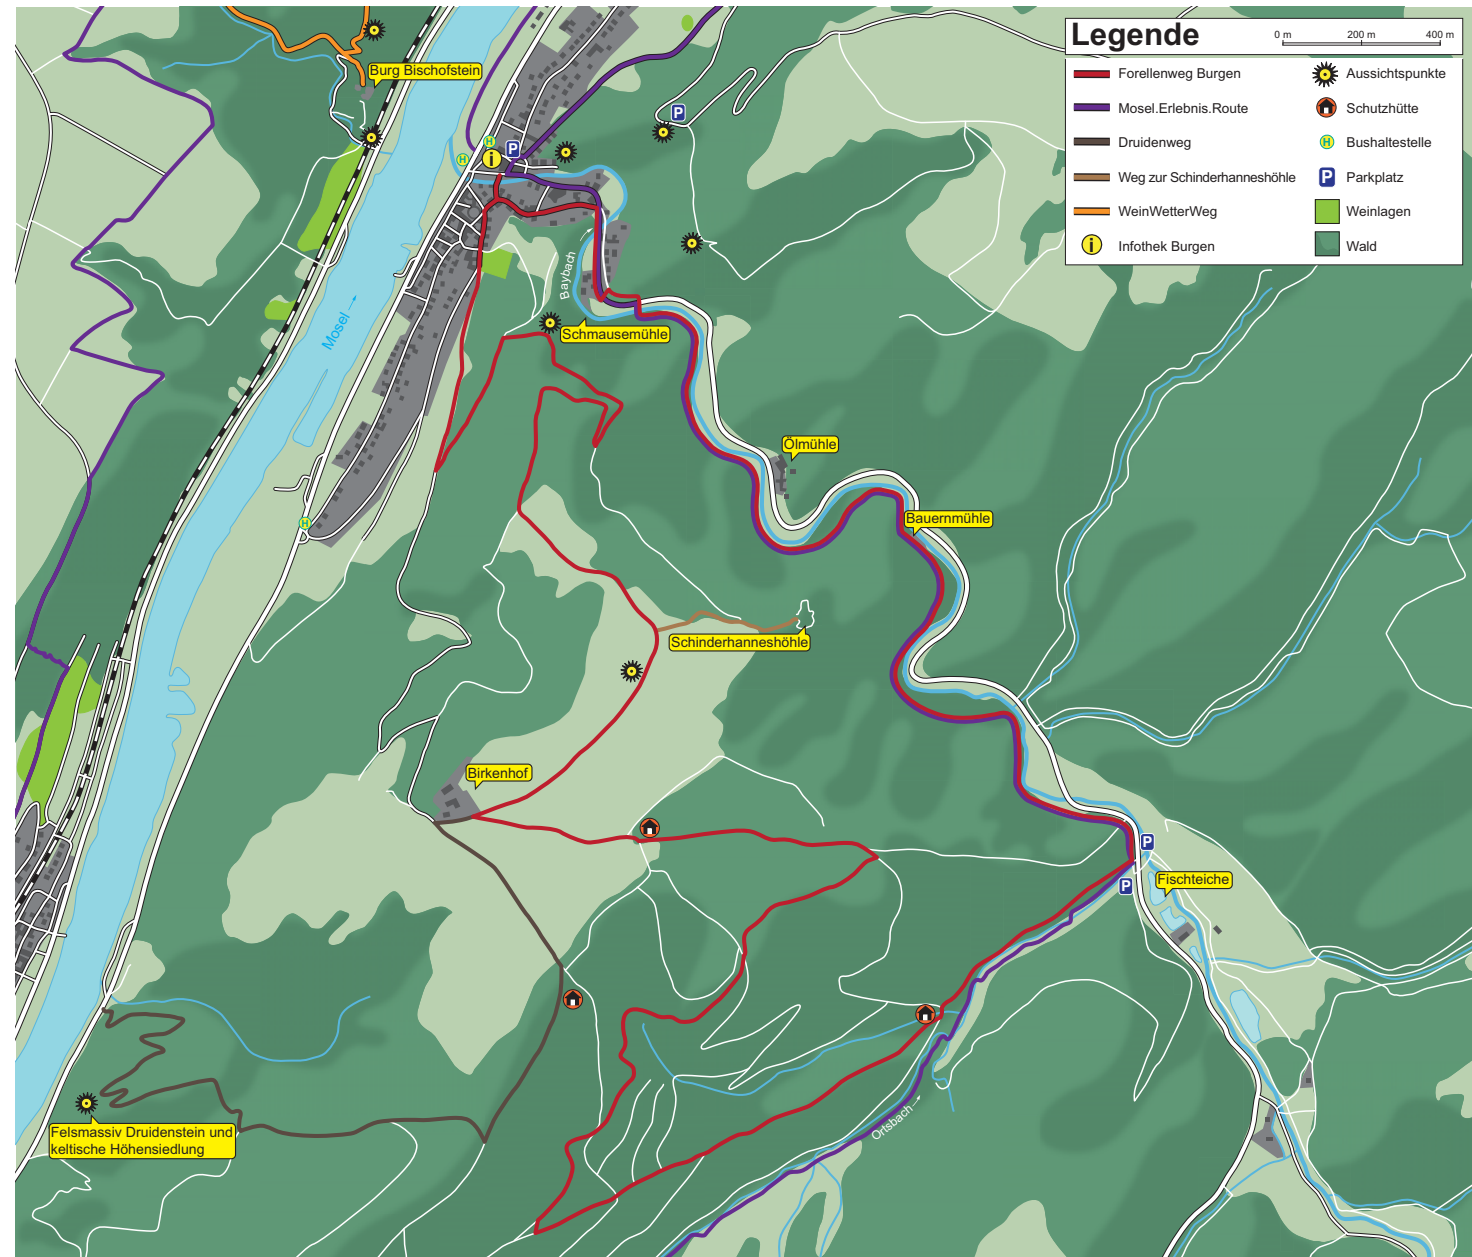 Legende
0 m 200 m 400 m
Forellenweg Burgen
Aussichtspunkte
Mosel.Erlebnis.Route
Schutzhütte
Druidenweg
H Bushaltestelle
Weg zur Schinderhanneshöhle
P Parkplatz
WeinWetterWeg
Weinlagen
i Infothek Burgen
Wald
Burg Bischofstein
P
H
P
H
i
Baybach →
Mosel →
Schmausemühle
Ölmühle
H
Bauernmühle
Schinderhanneshöhle
Birkenhof
P
P
Fischteiche
Ortsbach →
Felsmassiv Druidenstein und
keltische Höhensiedlung